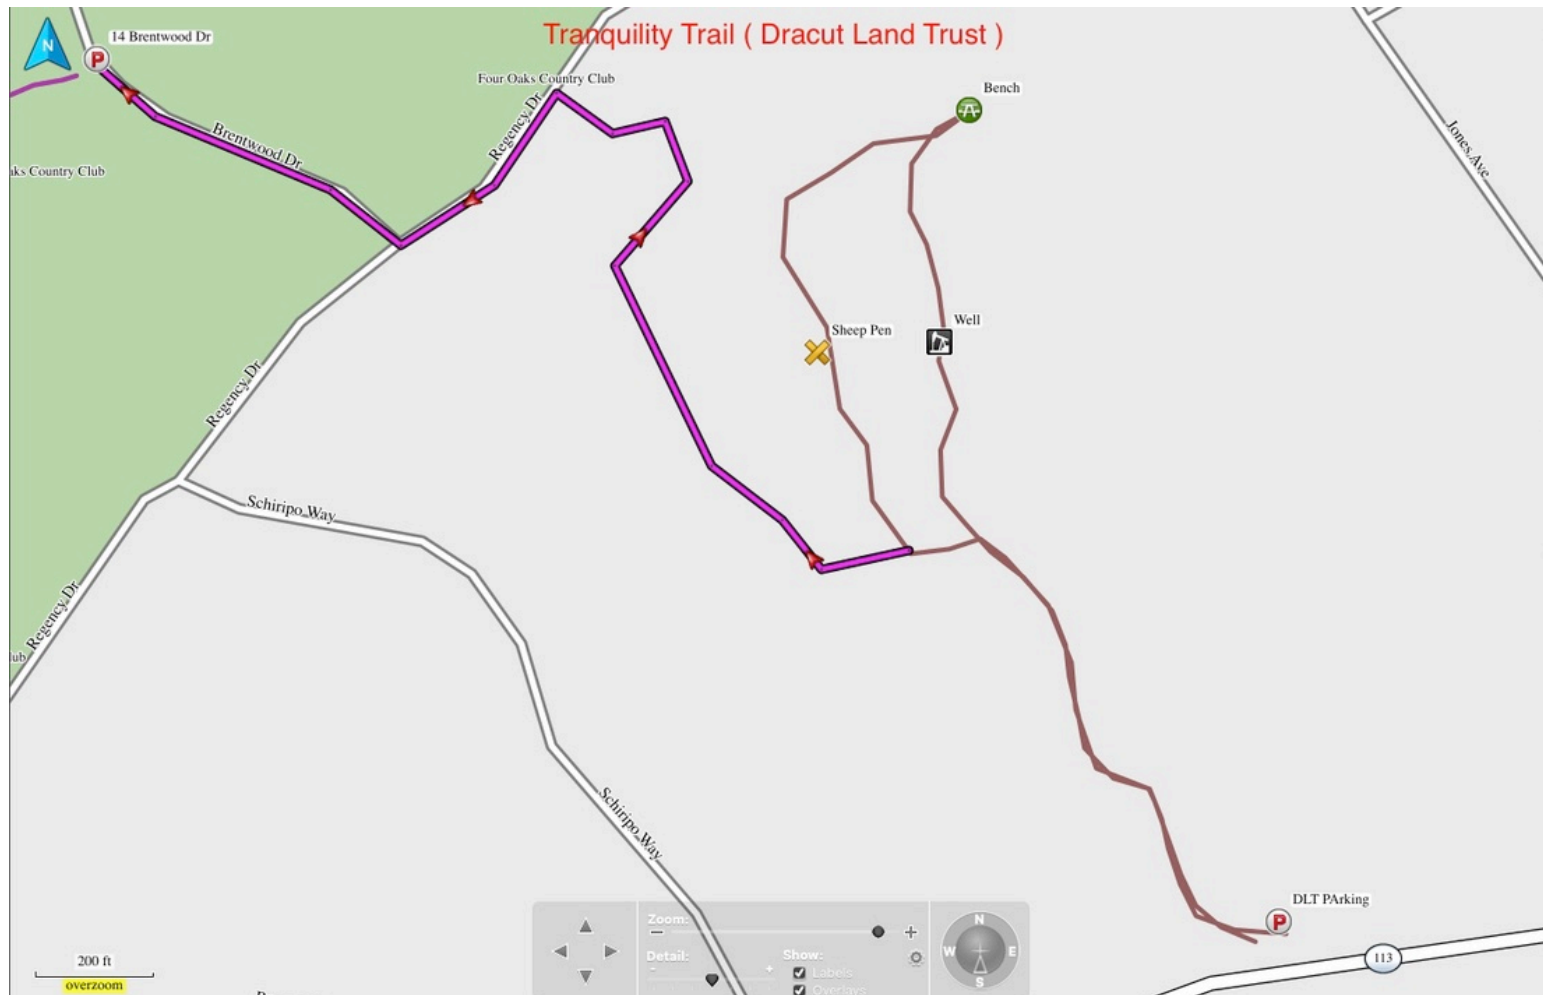 Tranquility Trail ( Dracut Land Trust )
N
P
14 Brentwood Dr
Four Oaks Country Club
Bench
Regency Dr
Brentwood Dr
Jones Ave
aks Country Club
Well
Sheep Pen
Regency Dr
Schiripo Way
Regency Dr
lub
Schiripo Way
DLT PArking
P
113
200 ft
overzoom
Zoom:
Detail:
- +
Show:
Labels
Overlays
N
W E
S